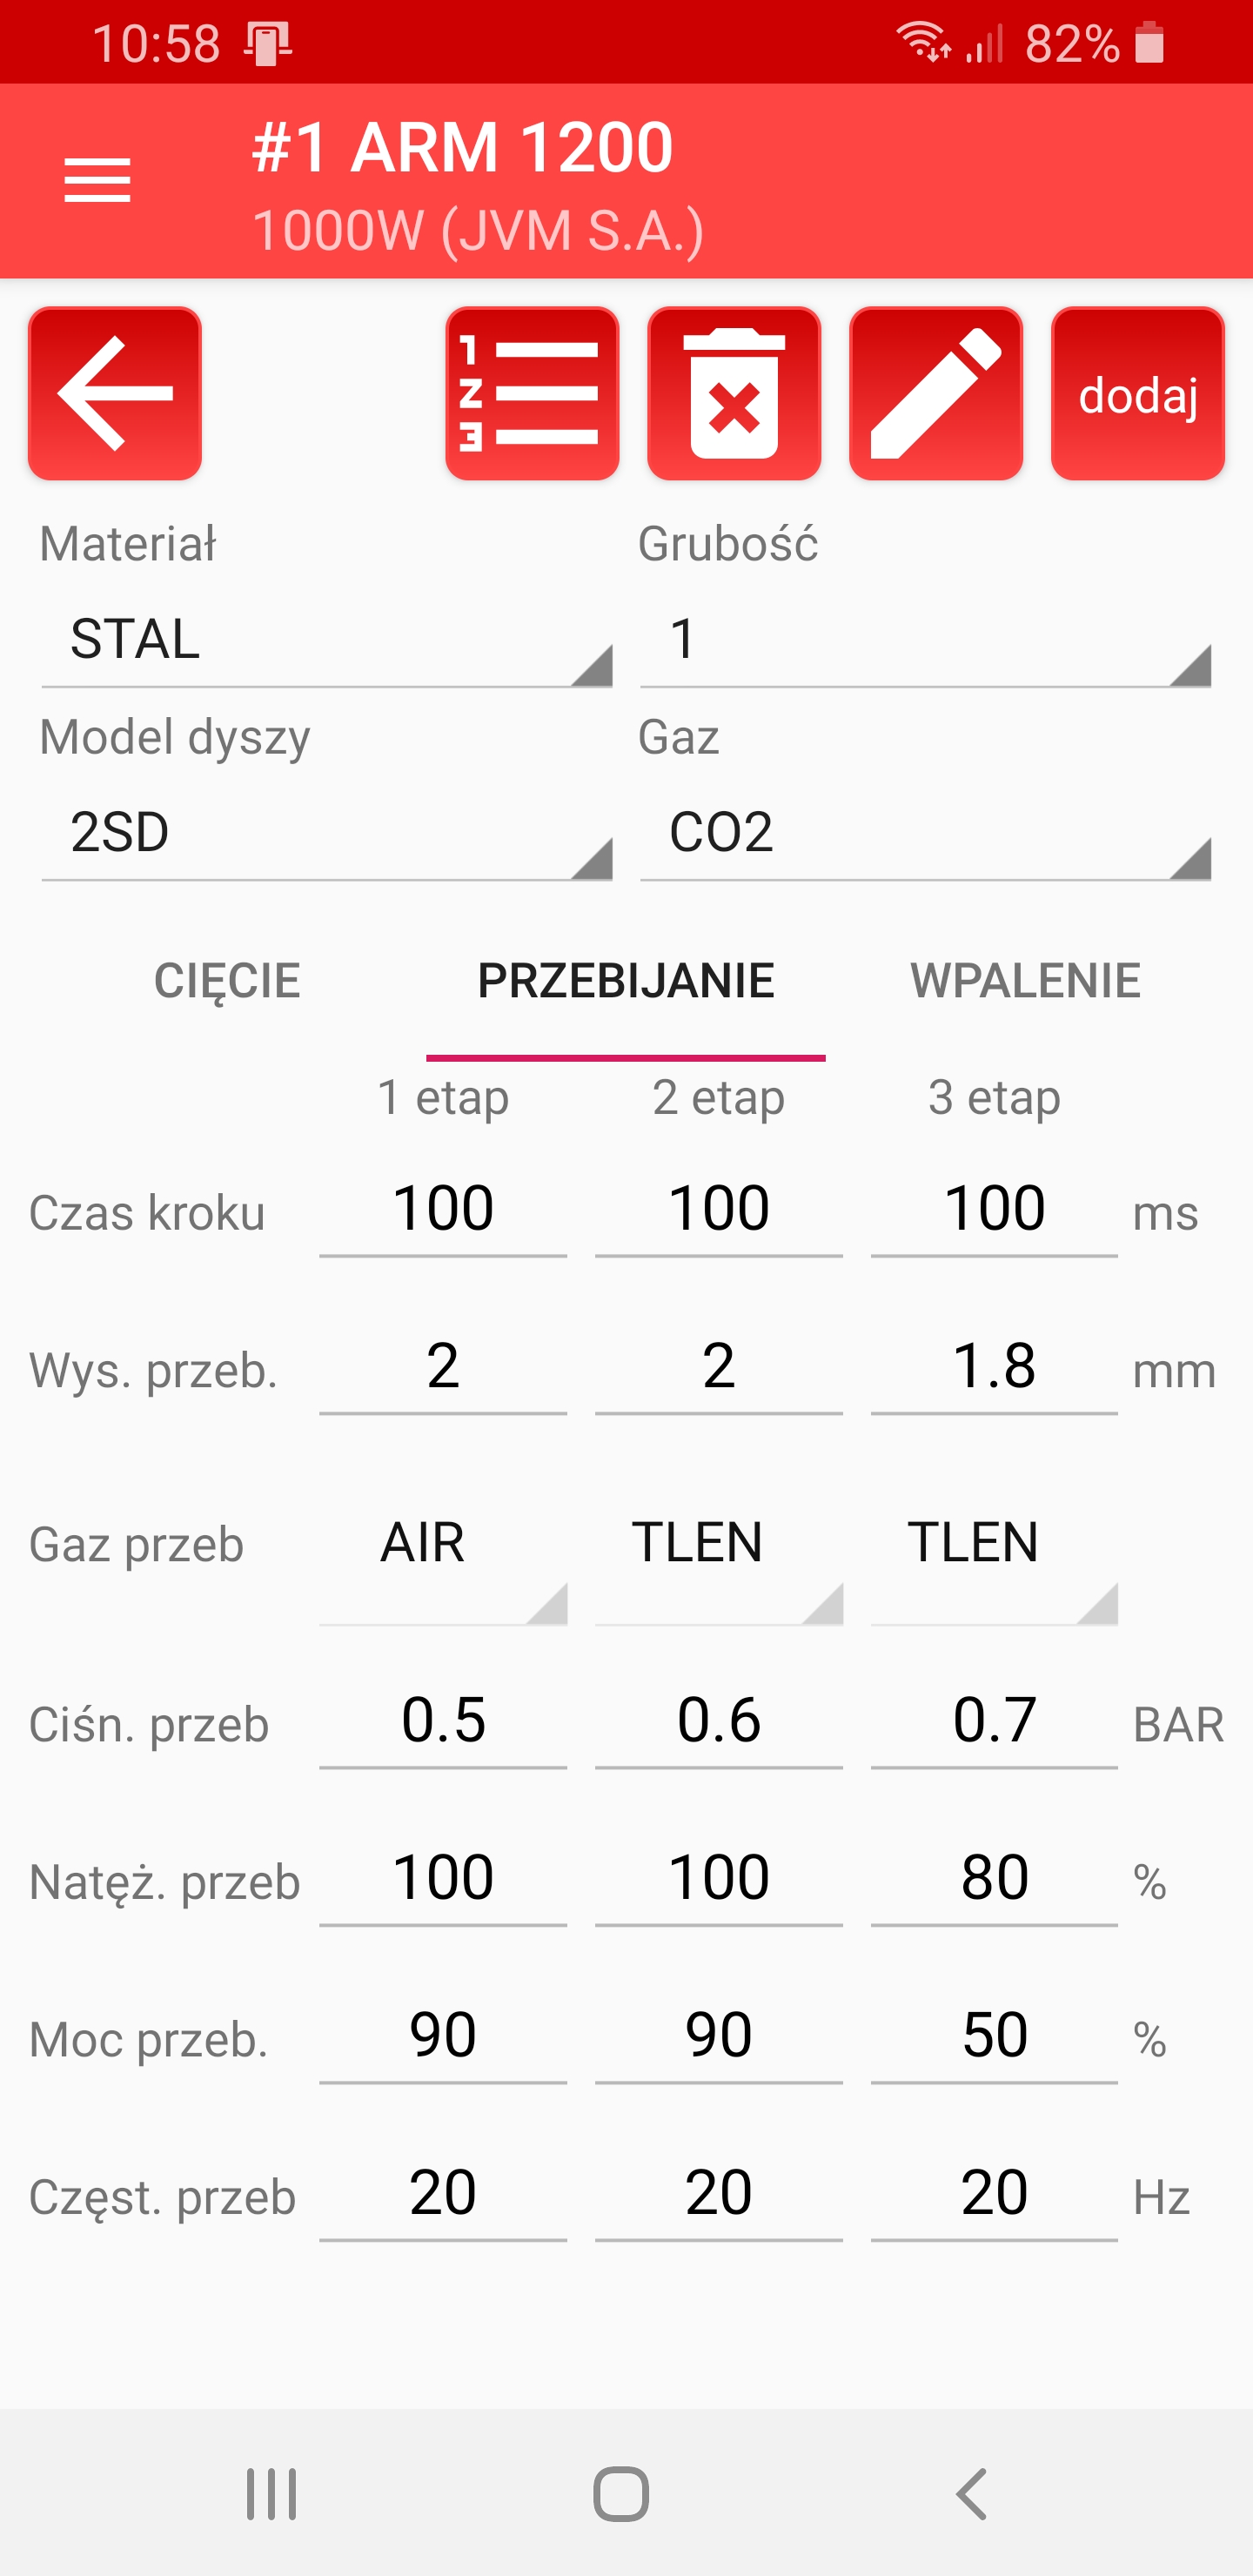 10:58 82%
#1 ARM 1200
1000W (JVM S.A.)
1
2
3
dodaj
Materiał Grubość
STAL 1
Model dyszy Gaz
2SD CO2
CIĘCIE PRZEBIJANIE WPALENIE
1 etap 2 etap 3 etap
Czas kroku 100 100 100 ms
Wys. przeb. 2 2 1.8 mm
Gaz przeb AIR TLEN TLEN
Ciśn. przeb 0.5 0.6 0.7 BAR
Natęż. przeb 100 100 80 %
Moc przeb. 90 90 50 %
Częst. przeb 20 20 20 Hz